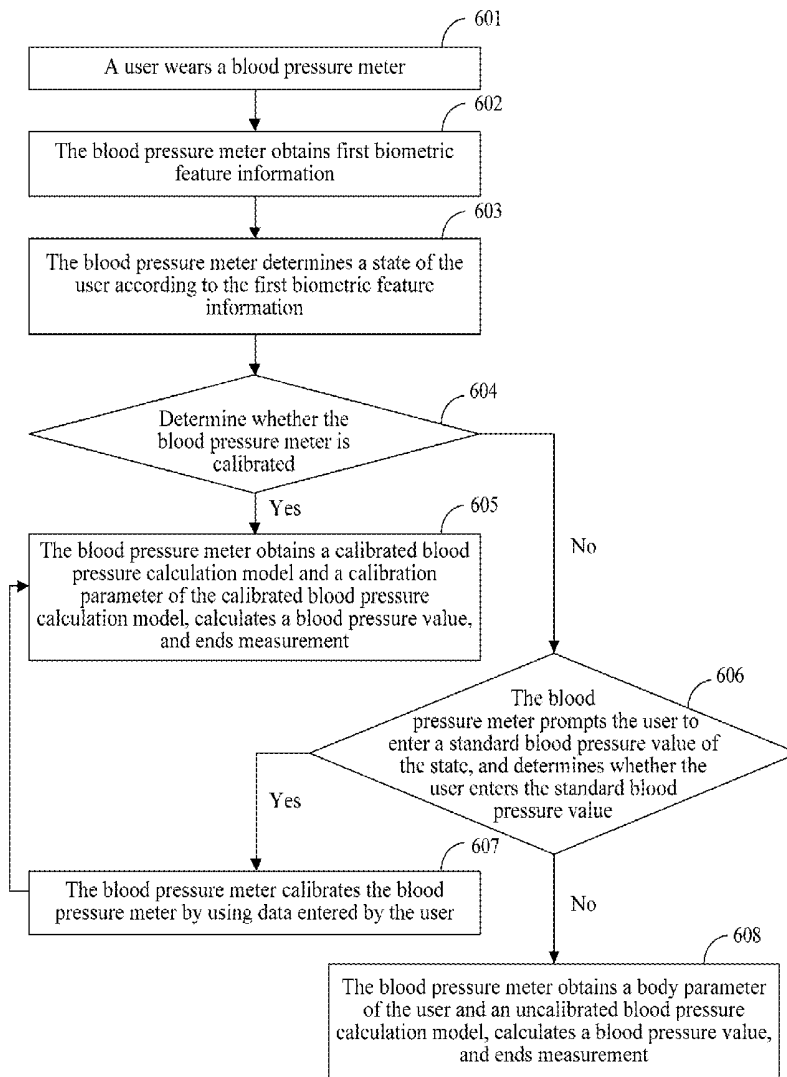 601
A user wears a blood pressure meter
602
The blood pressure meter obtains first biometric
feature information
603
The blood pressure meter determines a state of the
user according to the first biometric feature
information
604
Determine whether the
blood pressure meter is
calibrated
Yes
No
605
The blood pressure meter obtains a calibrated blood
pressure calculation model and a calibration
parameter of the calibrated blood pressure
calculation model, calculates a blood pressure value,
and ends measurement
606
The blood
pressure meter prompts the user to
enter a standard blood pressure value of
the state, and determines whether the
user enters the standard blood
pressure value
Yes
No
607
The blood pressure meter calibrates the blood
pressure meter by using data entered by the user
608
The blood pressure meter obtains a body parameter
of the user and an uncalibrated blood pressure
calculation model, calculates a blood pressure value,
and ends measurement